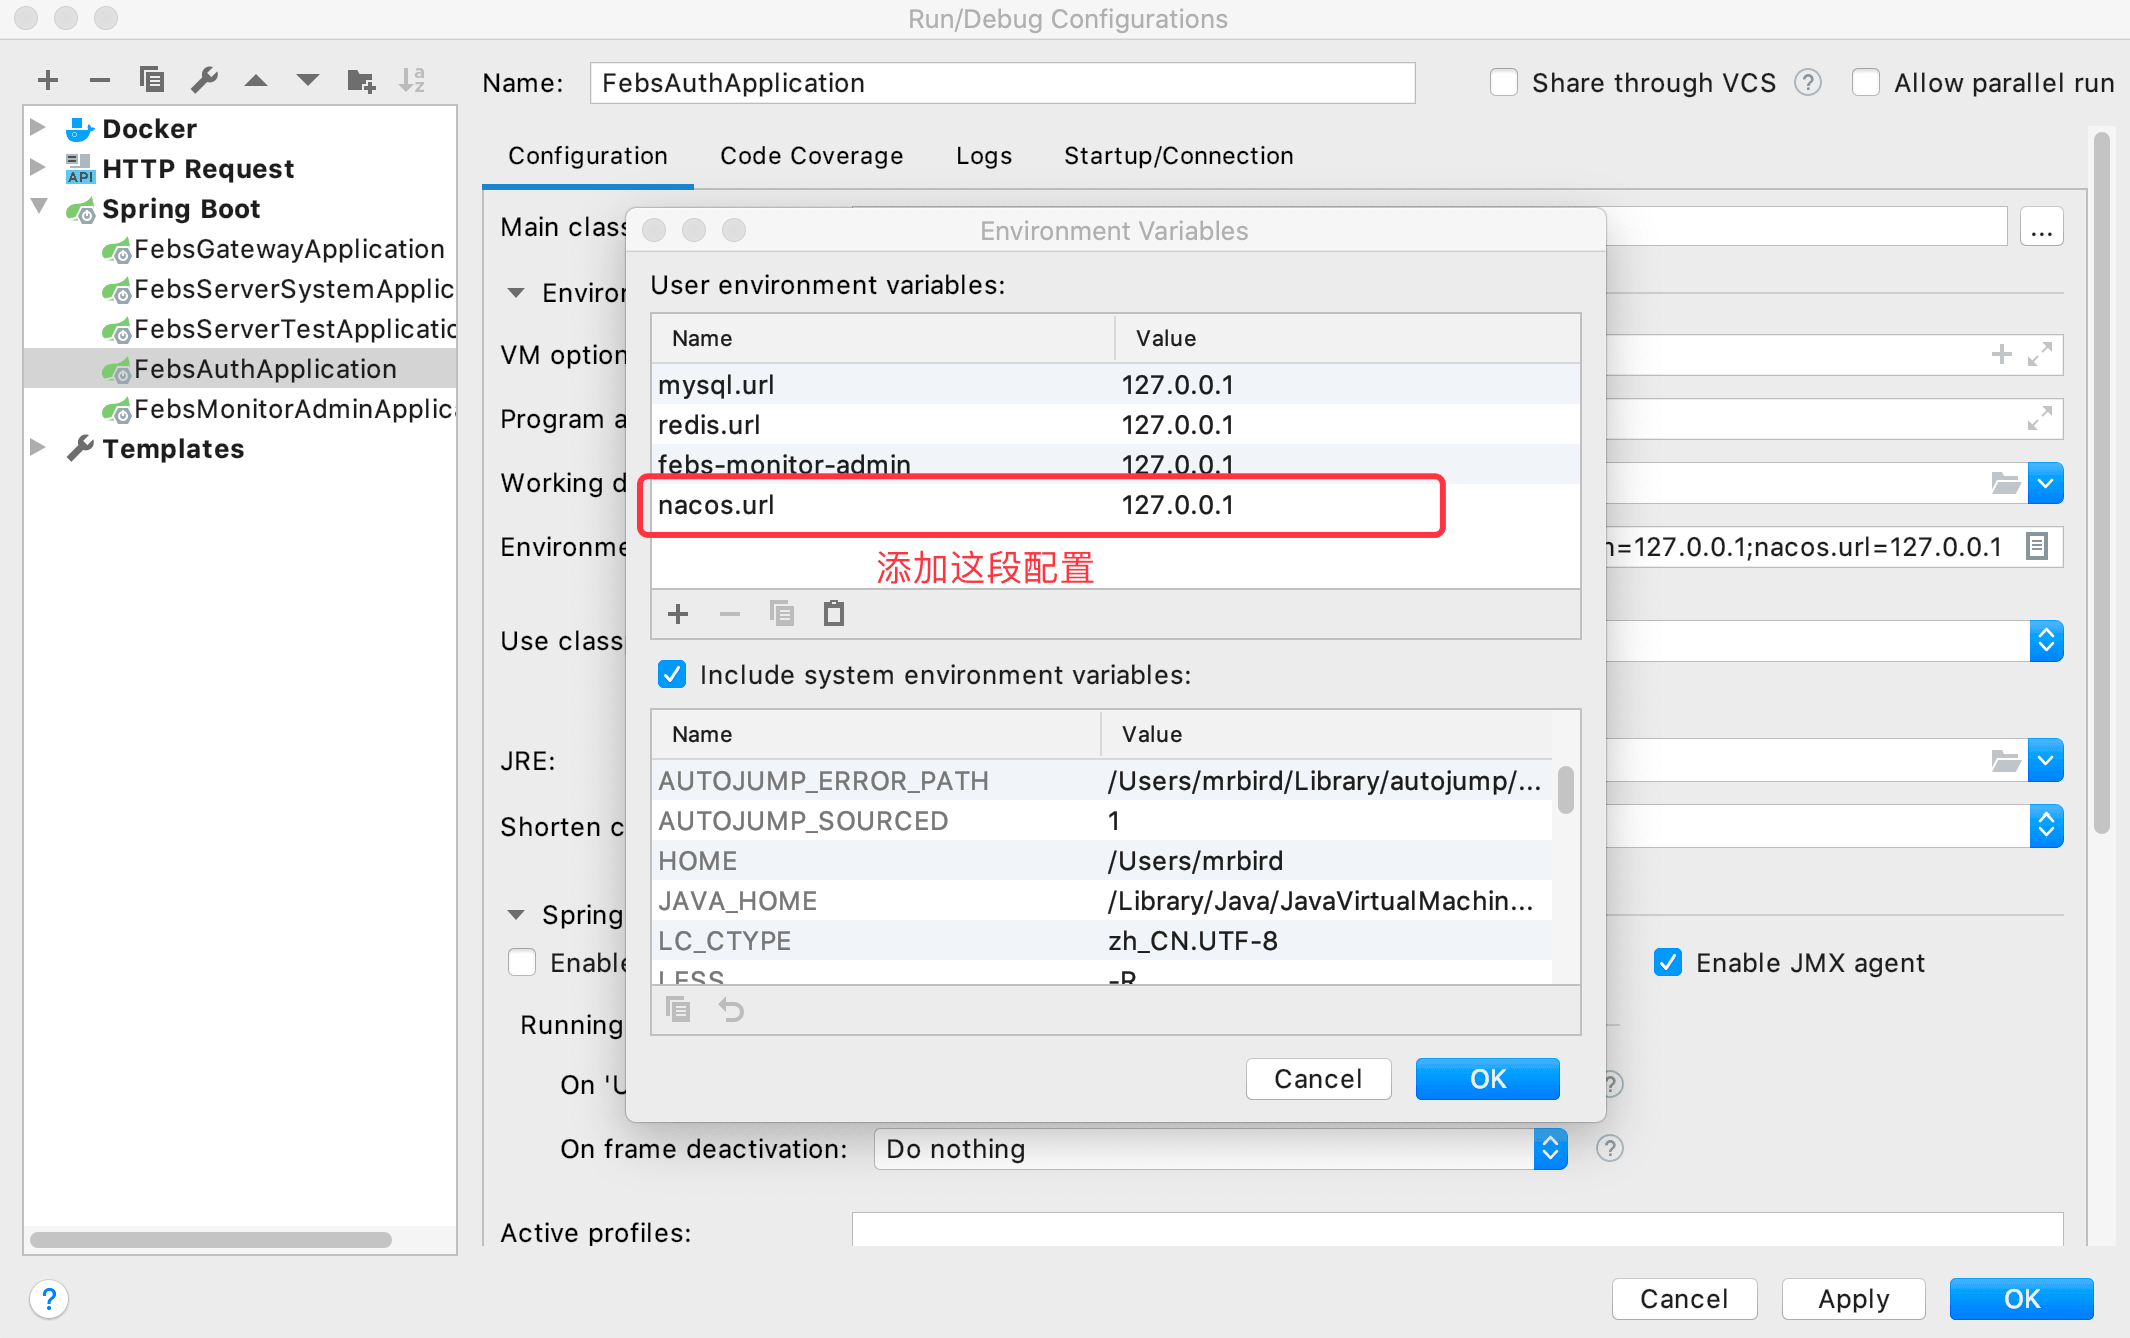 Run/Debug Configurations
Name: FebsAuthApplication
Share through VCS ?
Allow parallel run
Docker
API HTTP Request
Spring Boot
FebsGatewayApplication
FebsServerSystemApplic
FebsServerTestApplicatio
FebsAuthApplication
FebsMonitorAdminApplica
Templates
Configuration Code Coverage Logs Startup/Connection
Main class
...
Environ
VM option
Program a
Working d
Environme
n=127.0.0.1;nacos.url=127.0.0.1
Use class
JRE:
Shorten c
Spring
Enable
Enable JMX agent
Running
On 'U
?
On frame deactivation: Do nothing ?
Active profiles:
Environment Variables
User environment variables:
Name Value
mysql.url 127.0.0.1
redis.url 127.0.0.1
febs-monitor-admin 127.0.0.1
nacos.url 127.0.0.1
添加这段配置
Include system environment variables:
Name Value
AUTOJUMP_ERROR_PATH /Users/mrbird/Library/autojump/...
AUTOJUMP_SOURCED 1
HOME /Users/mrbird
JAVA_HOME /Library/Java/JavaVirtualMachin...
LC_CTYPE zh_CN.UTF-8
LESS -R
Cancel OK
?
Cancel Apply OK